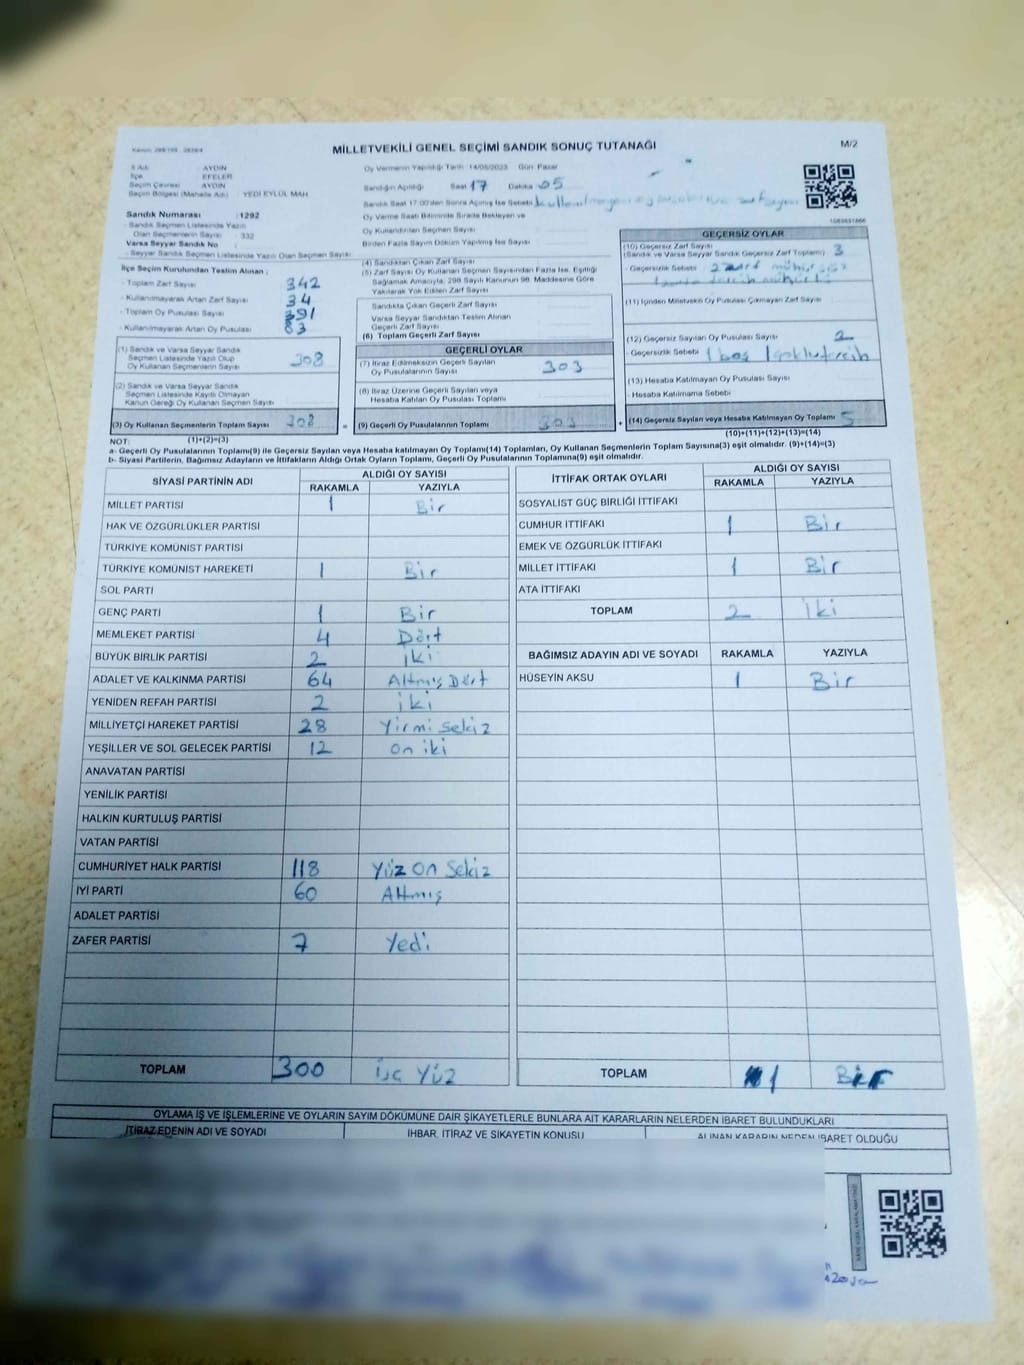 MİLLETVEKİLİ GENEL SEÇİMİ SANDIK SONUÇ TUTANAĞI
M/2
İl Adı AYDIN
İlçe EFELER
Seçim Çevresi AYDIN
Seçim Bölgesi (Mahalle Adı) YEDİ EYLÜL MAH
Oy Vermenin Yapıldığı Tarih 14/05/2023 Gün Pazar
Sandığın Açıldığı Saat 17 Dakika 05
Sandık Saat 17.00'den Sonra Açılmış İse Sebebi
Oy Verme Saati Bitiminde Sırada Bekleyen ve
Oy Kullandırılan Seçmen Sayısı
Birden Fazla Sayım Döküm Yapılmış İse Sayısı
Sandık Numarası :1292
- Sandık Seçmen Listesinde Yazılı
Olan Seçmenlerin Sayısı : 332
Varsa Seyyar Sandık No
- Seyyar Sandık Seçmen Listesinde Yazılı Olan Seçmen Sayısı
İlçe Seçim Kurulundan Teslim Alınan ;
- Toplam Zarf Sayısı 342
- Kullanılmayarak Artan Zarf Sayısı 34
- Toplam Oy Pusulası Sayısı 391
- Kullanılmayarak Artan Oy Pusulası 83
(1) Sandık ve Varsa Seyyar Sandık
Seçmen Listesinde Yazılı Olup
Oy Kullanan Seçmen Sayısı 308
(2) Sandık ve Varsa Seyyar Sandık
Seçmen Listesinde Kayıtlı Olmayan
Kanun Gereği Oy Kullanan Seçmen Sayısı
(3) Oy Kullanan Seçmenlerin Toplam Sayısı 308
(1)+(2)=(3)
(4) Sandıktan Çıkan Zarf Sayısı
(5) Zarf Sayısı Oy Kullanan Seçmen Sayısından Fazla İse, Eşitliği
Sağlamak Amacıyla; 298 Sayılı Kanunun 98. Maddesine Göre
Yakılarak Yok Edilen Zarf Sayısı
Sandıkta Çıkan Geçerli Zarf Sayısı
Varsa Seyyar Sandıktan Teslim Alınan
Geçerli Zarf Sayısı
(6) Toplam Geçerli Zarf Sayısı
GEÇERLİ OYLAR
(7) İtiraz Edilmeksizin Geçerli Sayılan
Oy Pusulalarının Sayısı 303
(8) İtiraz Üzerine Geçerli Sayılan veya
Hesaba Katılan Oy Pusulası Toplamı
= (9) Geçerli Oy Pusulalarının Toplamı 303
GEÇERSİZ OYLAR
(10) Geçersiz Zarf Sayısı
(Sandık ve Varsa Seyyar Sandık Geçersiz Zarf Toplamı) 3
- Geçersizlik Sebebi 2 zarf mühürsüz
(11) İçinden Milletvekili Oy Pusulası Çıkmayan Zarf Sayısı
(12) Geçersiz Sayılan Oy Pusulası Sayısı 2
- Geçersizlik Sebebi 1 boş 1 çoklu tercih
(13) Hesaba Katılmayan Oy Pusulası Sayısı
- Hesaba Katılmama Sebebi
+ (14) Geçersiz Sayılan veya Hesaba Katılmayan Oy Toplamı 5
(10)+(11)+(12)+(13)=(14)
NOT:
a- Geçerli Oy Pusulalarının Toplamı(9) ile Geçersiz Sayılan veya Hesaba katılmayan Oy Toplamı(14) Toplamları, Oy Kullanan Seçmenlerin Toplam Sayısına(3) eşit olmalıdır. (9)+(14)=(3)
b- Siyasi Partilerin, Bağımsız Adayların ve İttifakların Aldığı Ortak Oyların Toplamı, Geçerli Oy Pusulalarının Toplamına(9) eşit olmalıdır.
SİYASİ PARTİNİN ADI ALDIĞI OY SAYISI
RAKAMLA YAZIYLA
MİLLET PARTİSİ 1 Bir
HAK VE ÖZGÜRLÜKLER PARTİSİ
TÜRKİYE KOMÜNİST PARTİSİ
TÜRKİYE KOMÜNİST HAREKETİ 1 Bir
SOL PARTİ
GENÇ PARTİ 1 Bir
MEMLEKET PARTİSİ 4 Dört
BÜYÜK BİRLİK PARTİSİ 2 iki
ADALET VE KALKINMA PARTİSİ 64 Altmış Dört
YENİDEN REFAH PARTİSİ 2 iki
MİLLİYETÇİ HAREKET PARTİSİ 28 Yirmi sekiz
YEŞİLLER VE SOL GELECEK PARTİSİ 12 on iki
ANAVATAN PARTİSİ
YENİLİK PARTİSİ
HALKIN KURTULUŞ PARTİSİ
VATAN PARTİSİ
CUMHURİYET HALK PARTİSİ 118 Yüz on sekiz
İYİ PARTİ 60 Altmış
ADALET PARTİSİ
ZAFER PARTİSİ 7 Yedi
TOPLAM 300 üç yüz
İTTİFAK ORTAK OYLARI ALDIĞI OY SAYISI
RAKAMLA YAZIYLA
SOSYALİST GÜÇ BİRLİĞİ İTTİFAKI
CUMHUR İTTİFAKI 1 Bir
EMEK VE ÖZGÜRLÜK İTTİFAKI
MİLLET İTTİFAKI 1 Bir
ATA İTTİFAKI
TOPLAM 2 iki
BAĞIMSIZ ADAYIN ADI VE SOYADI RAKAMLA YAZIYLA
HÜSEYİN AKSU 1 Bir
TOPLAM 1 Bir
OYLAMA İŞ VE İŞLEMLERİNE VE OYLARIN SAYIM DÖKÜMÜNE DAİR ŞİKAYETLERLE BUNLARA AİT KARARLARIN NELERDEN İBARET BULUNDUKLARI
İTİRAZ EDENİN ADI VE SOYADI İHBAR, İTİRAZ VE ŞİKAYETİN KONUSU ALINAN KARARIN NEDEN İBARET OLDUĞU